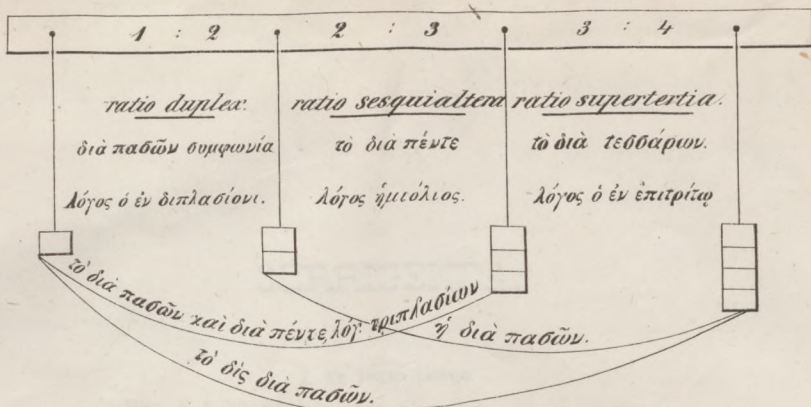 1 : 2 2 : 3 3 : 4
ratio duplex. ratio sesquialtera ratio supertertia.
διὰ πασῶν συμφωνία τὸ διὰ πέντε τὸ διὰ τεσσάρων.
λόγος ὁ ἐν διπλασίονι. λόγος ἡμιόλιος. λόγος ὁ ἐν ἐπιτρίτῳ
τὸ διὰ πασῶν καὶ διὰ πέντε, λόγ. τριπλασίων
ἡ διὰ πασῶν.
τὸ δὶς διὰ πασῶν.